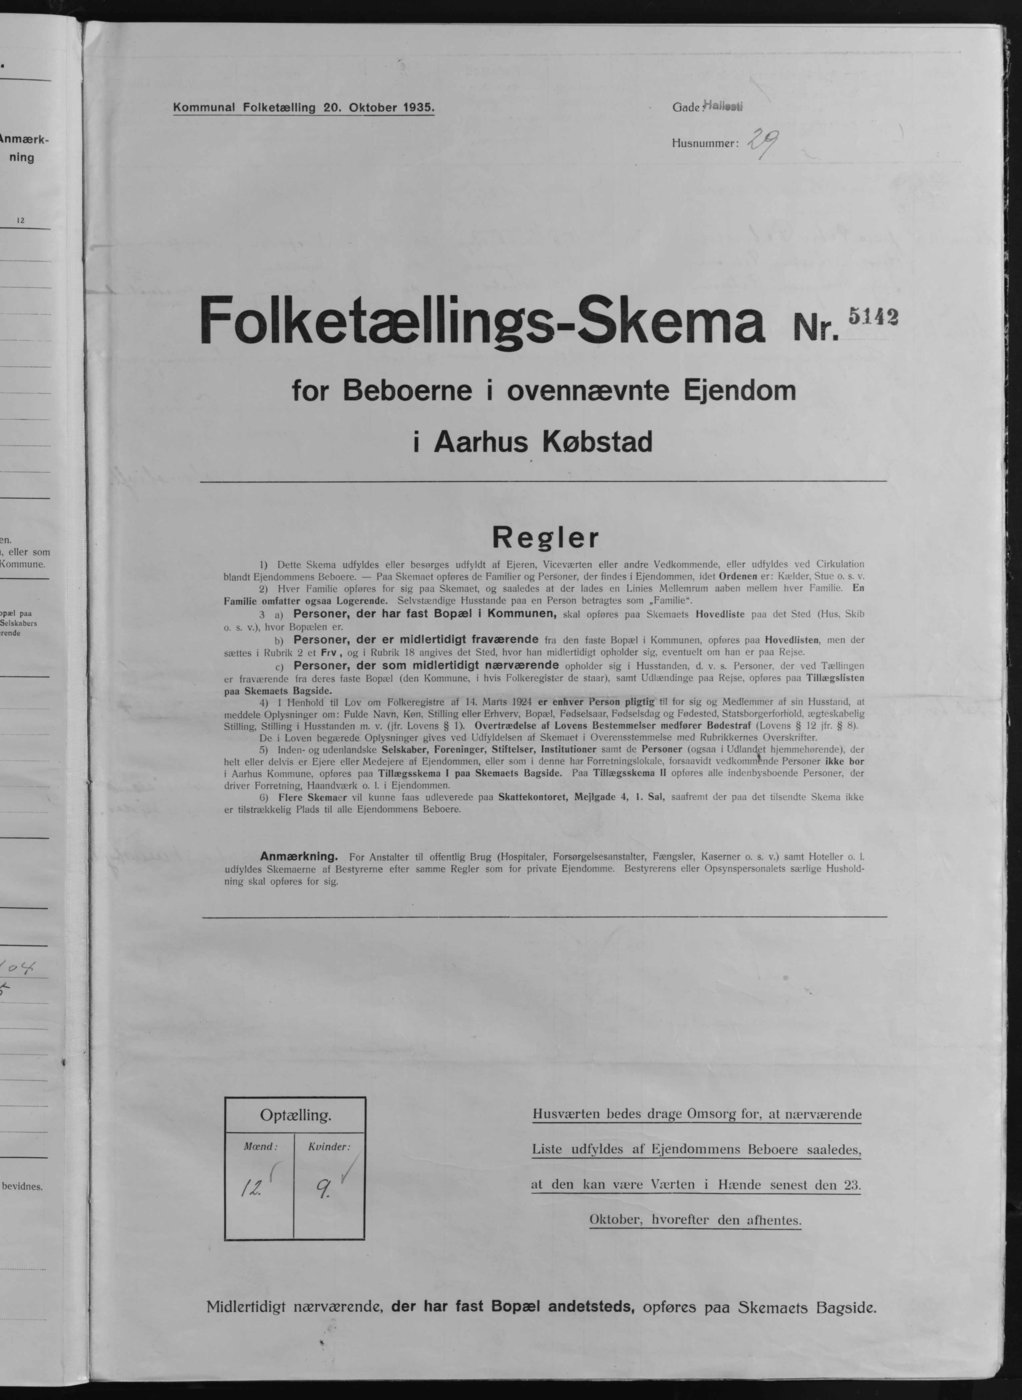 Anmærk-
ning
12
en.
, eller som
Kommune.
opæl paa
Selskabers
rende
104
5
bevidnes.
Kommunal Folketælling 20. Oktober 1935.
Gade: Hallssti
Husnummer: 29
Folketællings-Skema Nr. 5142
for Beboerne i ovennævnte Ejendom
i Aarhus Købstad
Regler
1) Dette Skema udfyldes eller besørges udfyldt af Ejeren, Viceværten eller andre Vedkommende, eller udfyldes ved Cirkulation
blandt Ejendommens Beboere. — Paa Skemaet opføres de Familier og Personer, der findes i Ejendommen, idet Ordenen er: Kælder, Stue o. s. v.
2) Hver Familie opføres for sig paa Skemaet, og saaledes at der lades en Linies Mellemrum aaben mellem hver Familie. En
Familie omfatter ogsaa Logerende. Selvstændige Husstande paa en Person betragtes som „Familie“.
3 a) Personer, der har fast Bopæl i Kommunen, skal opføres paa Skemaets Hovedliste paa det Sted (Hus, Skib
o. s. v.), hvor Bopælen er.
b) Personer, der er midlertidigt fraværende fra den faste Bopæl i Kommunen, opføres paa Hovedlisten, men der
sættes i Rubrik 2 et Frv, og i Rubrik 18 angives det Sted, hvor han midlertidigt opholder sig, eventuelt om han er paa Rejse.
c) Personer, der som midlertidigt nærværende opholder sig i Husstanden, d. v. s. Personer, der ved Tællingen
er fraværende fra deres faste Bopæl (den Kommune, i hvis Folkeregister de staar), samt Udlændinge paa Rejse, opføres paa Tillægslisten
paa Skemaets Bagside.
4) I Henhold til Lov om Folkeregistre af 14. Marts 1924 er enhver Person pligtig til for sig og Medlemmer af sin Husstand, at
meddele Oplysninger om: Fulde Navn, Køn, Stilling eller Erhverv, Bopæl, Fødselsaar, Fødselsdag og Fødested, Statsborgerforhold, ægteskabelig
Stilling, Stilling i Husstanden m. v. (jfr. Lovens § 1). Overtrædelse af Lovens Bestemmelser medfører Bødestraf (Lovens § 12 jfr. § 8).
De i Loven begærede Oplysninger gives ved Udfyldelsen af Skemaet i Overensstemmelse med Rubrikkernes Overskrifter.
5) Inden- og udenlandske Selskaber, Foreninger, Stiftelser, Institutioner samt de Personer (ogsaa i Udlandet hjemmehørende), der
helt eller delvis er Ejere eller Medejere af Ejendommen, eller som i denne har Forretningslokale, forsaavidt vedkommende Personer ikke bor
i Aarhus Kommune, opføres paa Tillægsskema I paa Skemaets Bagside. Paa Tillægsskema II opføres alle indenbysboende Personer, der
driver Forretning, Haandværk o. l. i Ejendommen.
6) Flere Skemaer vil kunne faas udleverede paa Skattekontoret, Mejlgade 4, 1. Sal, saafremt der paa det tilsendte Skema ikke
er tilstrækkelig Plads til alle Ejendommens Beboere.
Anmærkning. For Anstalter til offentlig Brug (Hospitaler, Forsørgelsesanstalter, Fængsler, Kaserner o. s. v.) samt Hoteller o. l.
udfyldes Skemaerne af Bestyrerne efter samme Regler som for private Ejendomme. Bestyrerens eller Opsynspersonalets særlige Hushold-
ning skal opføres for sig.
Optælling.
Mænd: Kvinder:
12. 9.
Husværten bedes drage Omsorg for, at nærværende
Liste udfyldes af Ejendommens Beboere saaledes,
at den kan være Værten i Hænde senest den 23.
Oktober, hvorefter den afhentes.
Midlertidigt nærværende, der har fast Bopæl andetsteds, opføres paa Skemaets Bagside.